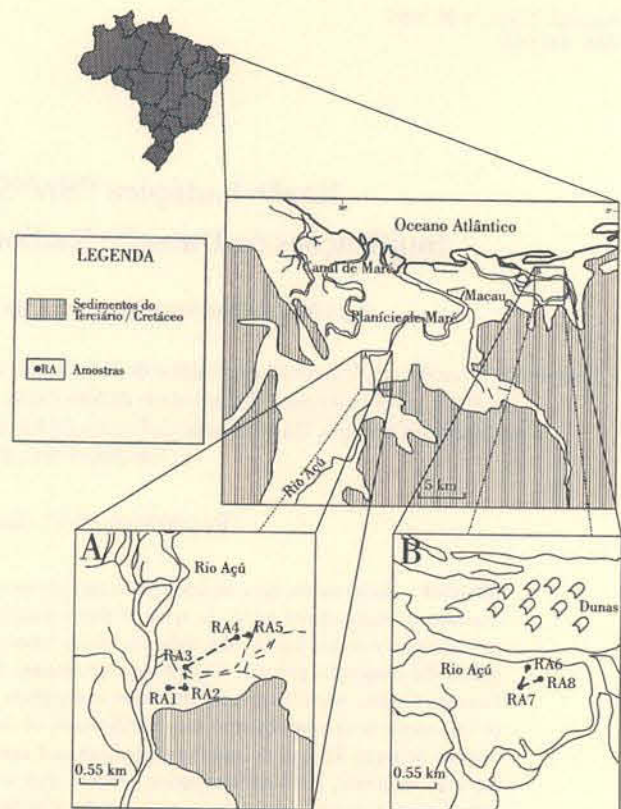 Oceano Atlântico
LEGENDA
Sedimentos do
Terciário / Cretáceo
RA Amostras
Canal de Maré
Macau
Planície de Maré
Rio Açú
5 km
A
Rio Açú
RA4
RA5
RA3
RA1
RA2
0.55 km
B
Dunas
Rio Açú
RA6
RA8
RA7
0.55 km